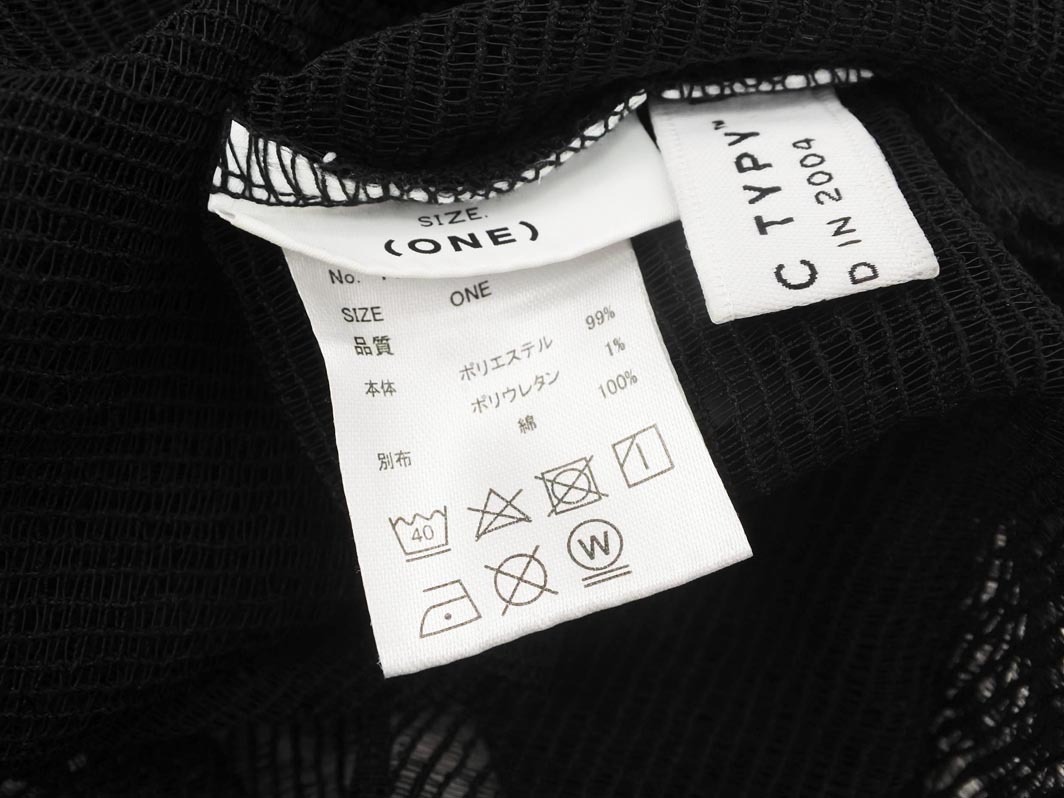 SIZE.
(ONE)
No.
SIZE ONE
品質
本体 ポリエステル 99%
ポリウレタン 1%
別布 綿 100%
40
W
C TYPY
D IN 2004